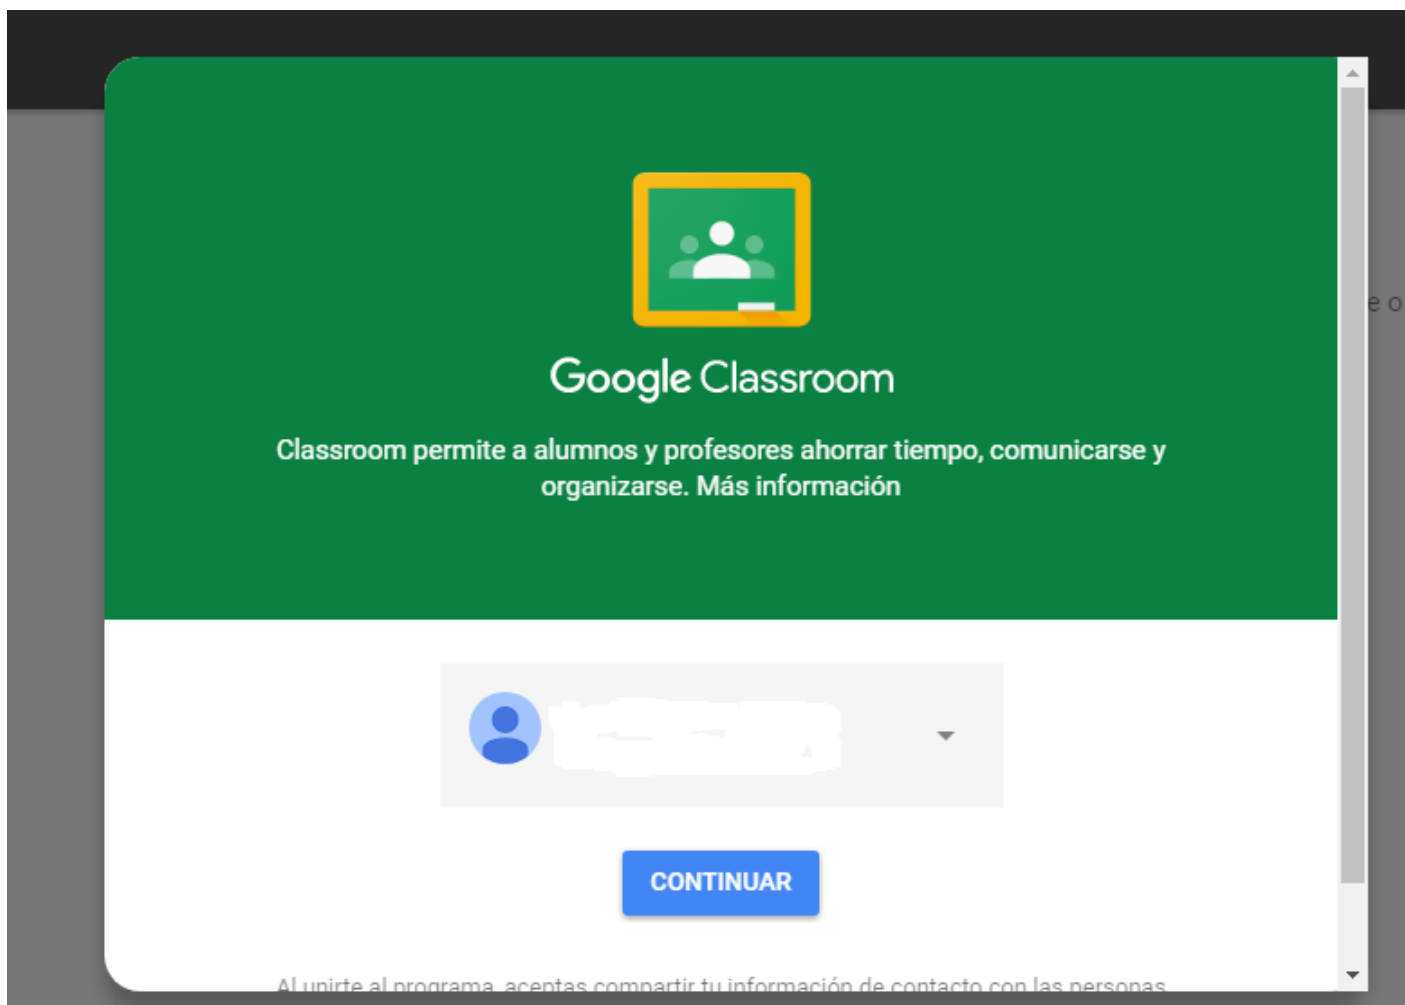 e o
Google Classroom
Classroom permite a alumnos y profesores ahorrar tiempo, comunicarse y
organizarse. Más información
CONTINUAR
Al unirte al programa, aceptas compartir tu información de contacto con las personas